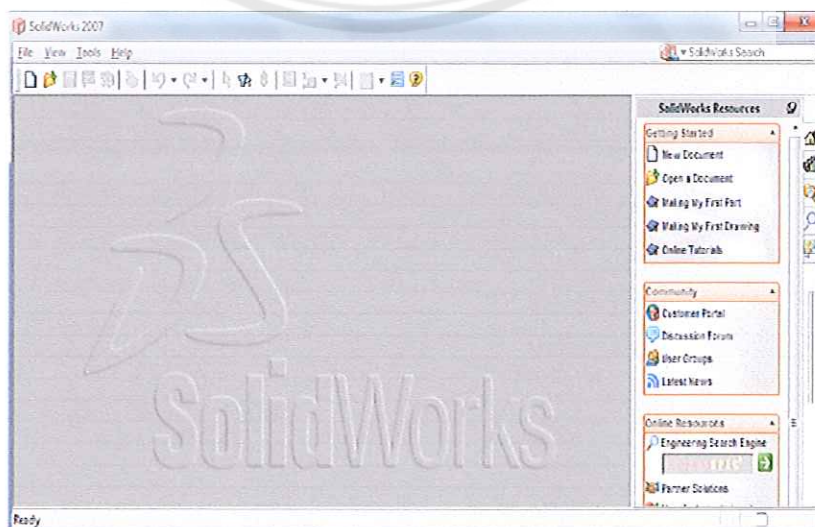 SolidWorks 2007
File View Tools Help
SolidWorks Search
SolidWorks Resources
Getting Started
New Document
Open a Document
Making My First Part
Making My First Drawing
Online Tutorials
Community
Customer Portal
Discussion Forum
User Groups
Latest News
Online Resources
Engineering Search Engine
Partner Solutions
SolidWorks
Ready